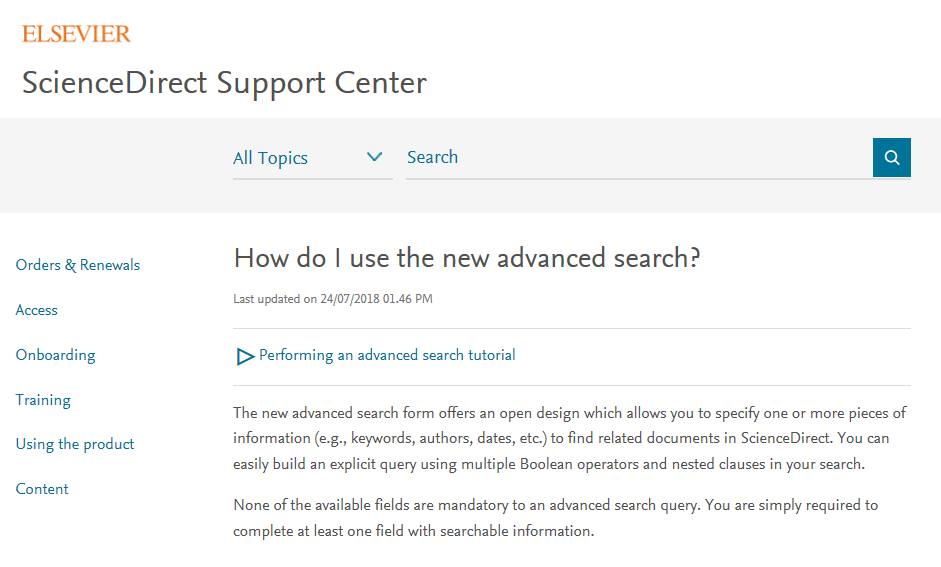 ELSEVIER
ScienceDirect Support Center
All Topics
Search
Orders & Renewals
Access
Onboarding
Training
Using the product
Content
How do I use the new advanced search?
Last updated on 24/07/2018 01.46 PM
Performing an advanced search tutorial
The new advanced search form offers an open design which allows you to specify one or more pieces of
information (e.g., keywords, authors, dates, etc.) to find related documents in ScienceDirect. You can
easily build an explicit query using multiple Boolean operators and nested clauses in your search.
None of the available fields are mandatory to an advanced search query. You are simply required to
complete at least one field with searchable information.